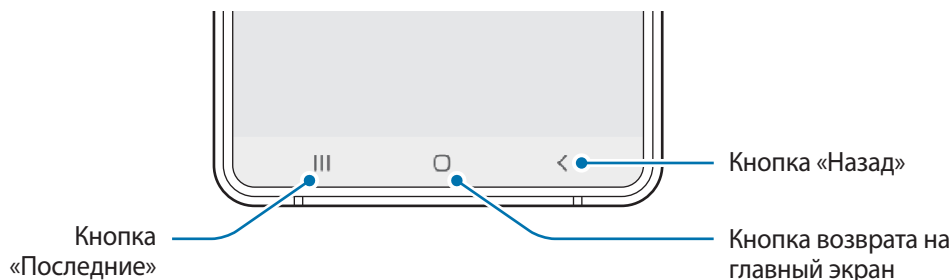 Кнопка «Назад»
Кнопка
«Последние»
Кнопка возврата на
главный экран